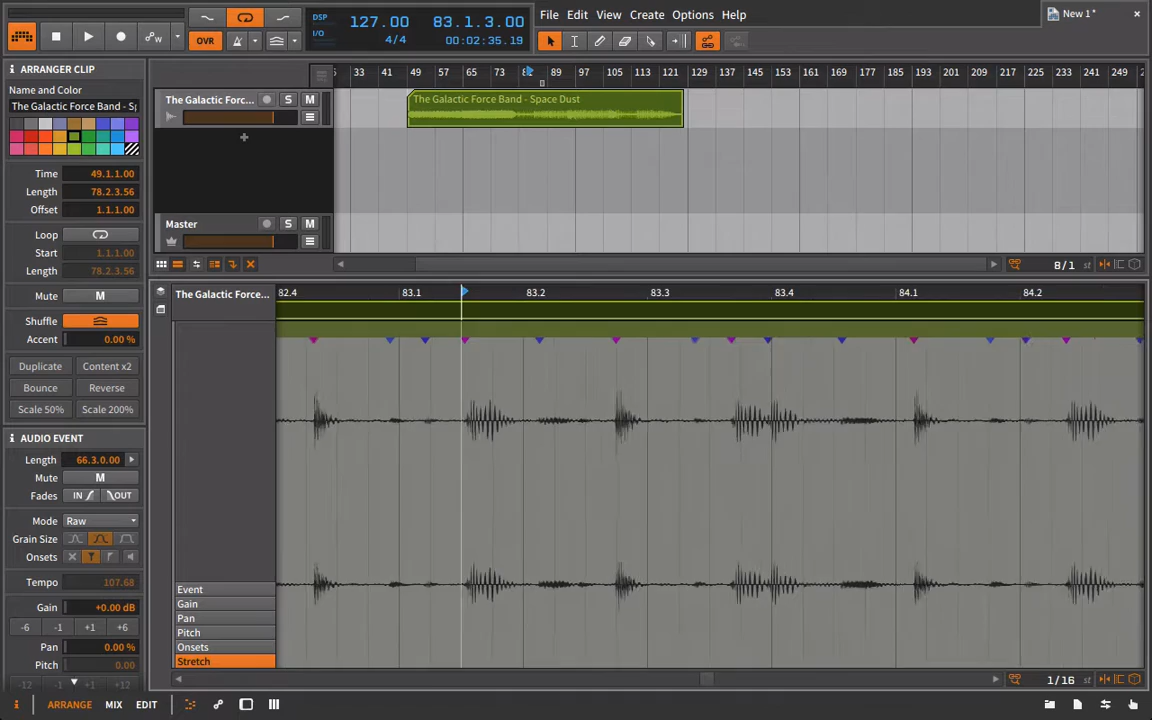 DSP
I/O
127.00
4/4
83.1.3.00
00:02:35.19
File Edit View Create Options Help
New 1*
OVR
ARRANGER CLIP
Name and Color
The Galactic Force Band - Sp
Time 49.1.1.00
Length 78.2.3.56
Offset 1.1.1.00
Loop
Start 1.1.1.00
Length 78.2.3.56
Mute M
Shuffle
Accent 0.00 %
Duplicate Content x2
Bounce Reverse
Scale 50% Scale 200%
AUDIO EVENT
Length 66.3.0.00
Mute M
Fades IN OUT
Mode Raw
Grain Size
Onsets
Tempo 107.68
Gain +0.00 dB
-6 -1 +1 +6
Pan 0.00 %
Pitch 0.00
-12 -1 +1 +12
33 41 49 57 65 73 89 97 105 113 121 129 137 145 153 161 169 177 185 193 201 209 217 225 233 241 249
The Galactic Forc... S M
The Galactic Force Band - Space Dust
Master S M
8/1 st
The Galactic Force...
82.4 83.1 83.2 83.3 83.4 84.1 84.2
Event
Gain
Pan
Pitch
Onsets
Stretch
1/16 st
i ARRANGE MIX EDIT